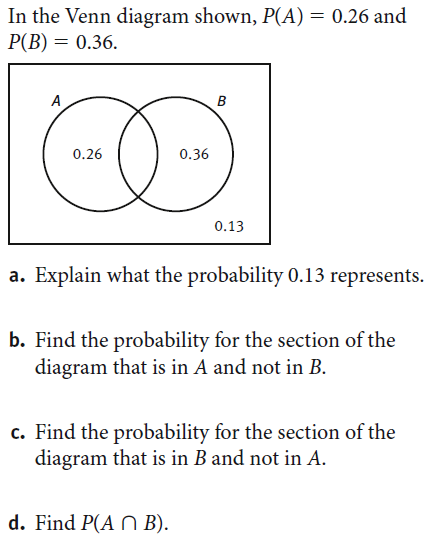 In the Venn diagram shown, P(A) = 0.26 and
P(B) = 0.36.
A
B
0.26
0.36
0.13
a. Explain what the probability 0.13 represents.
b. Find the probability for the section of the
diagram that is in A and not in B.
c. Find the probability for the section of the
diagram that is in B and not in A.
d. Find P(A ∩ B).